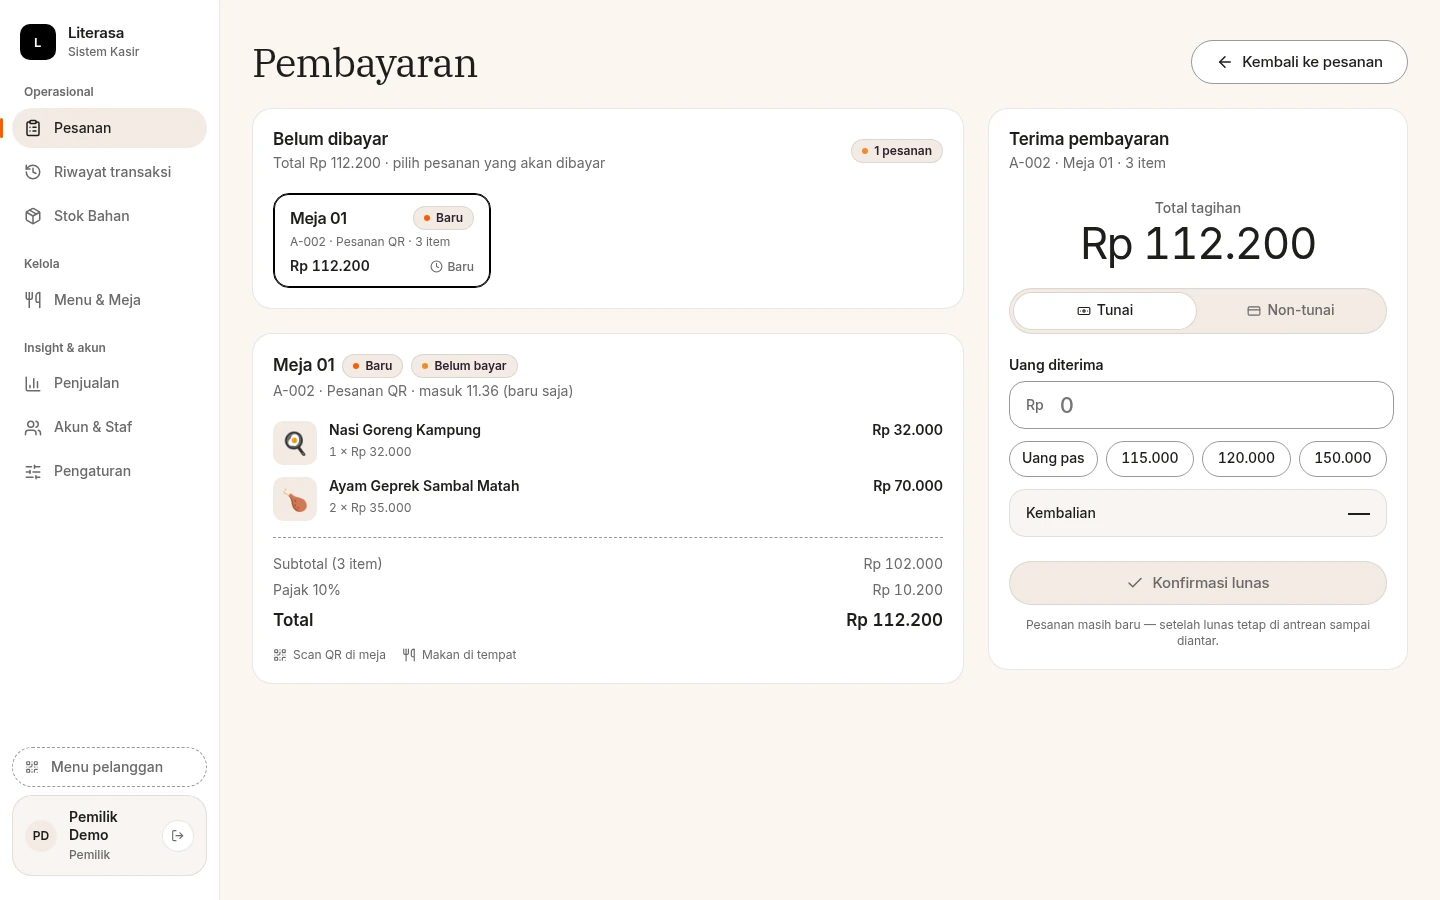 L
Literasa
Sistem Kasir
Operasional
Pesanan
Riwayat transaksi
Stok Bahan
Kelola
Menu & Meja
Insight & akun
Penjualan
Akun & Staf
Pengaturan
Menu pelanggan
PD
Pemilik
Demo
Pemilik
Pembayaran
Kembali ke pesanan
Belum dibayar
Total Rp 112.200 · pilih pesanan yang akan dibayar
1 pesanan
Meja 01
Baru
A-002 · Pesanan QR · 3 item
Rp 112.200
Baru
Meja 01
Baru
Belum bayar
A-002 · Pesanan QR · masuk 11.36 (baru saja)
Nasi Goreng Kampung
Rp 32.000
1 × Rp 32.000
Ayam Geprek Sambal Matah
Rp 70.000
2 × Rp 35.000
Subtotal (3 item)
Rp 102.000
Pajak 10%
Rp 10.200
Total
Rp 112.200
Scan QR di meja
Makan di tempat
Terima pembayaran
A-002 · Meja 01 · 3 item
Total tagihan
Rp 112.200
Tunai
Non-tunai
Uang diterima
Rp 0
Uang pas
115.000
120.000
150.000
Kembalian
—
Konfirmasi lunas
Pesanan masih baru — setelah lunas tetap di antrean sampai
diantar.